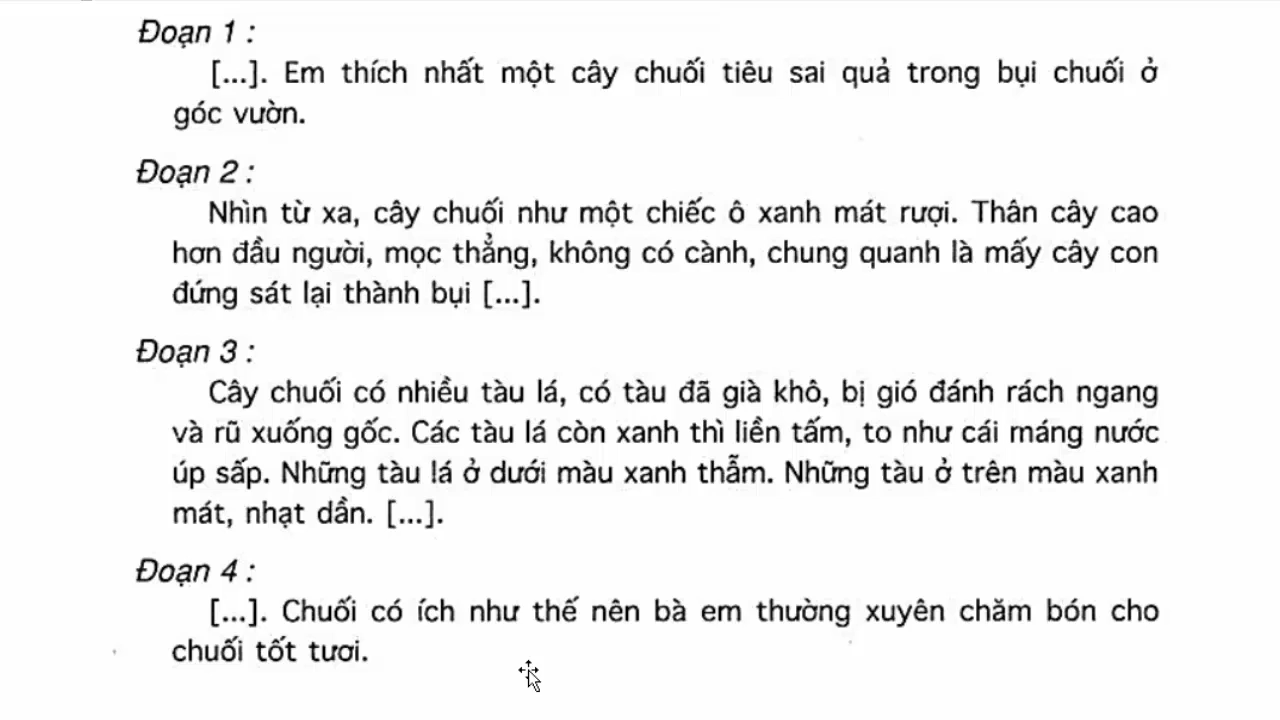 Đoạn 1 :
[...]. Em thích nhất một cây chuối tiêu sai quả trong bụi chuối ở
góc vườn.
Đoạn 2 :
Nhìn từ xa, cây chuối như một chiếc ô xanh mát rượi. Thân cây cao
hơn đầu người, mọc thẳng, không có cành, chung quanh là mấy cây con
đứng sát lại thành bụi [...].
Đoạn 3 :
Cây chuối có nhiều tàu lá, có tàu đã già khô, bị gió đánh rách ngang
và rũ xuống gốc. Các tàu lá còn xanh thì liền tấm, to như cái máng nước
úp sấp. Những tàu lá ở dưới màu xanh thẫm. Những tàu ở trên màu xanh
mát, nhạt dần. [...].
Đoạn 4 :
[...]. Chuối có ích như thế nên bà em thường xuyên chăm bón cho
chuối tốt tươi.